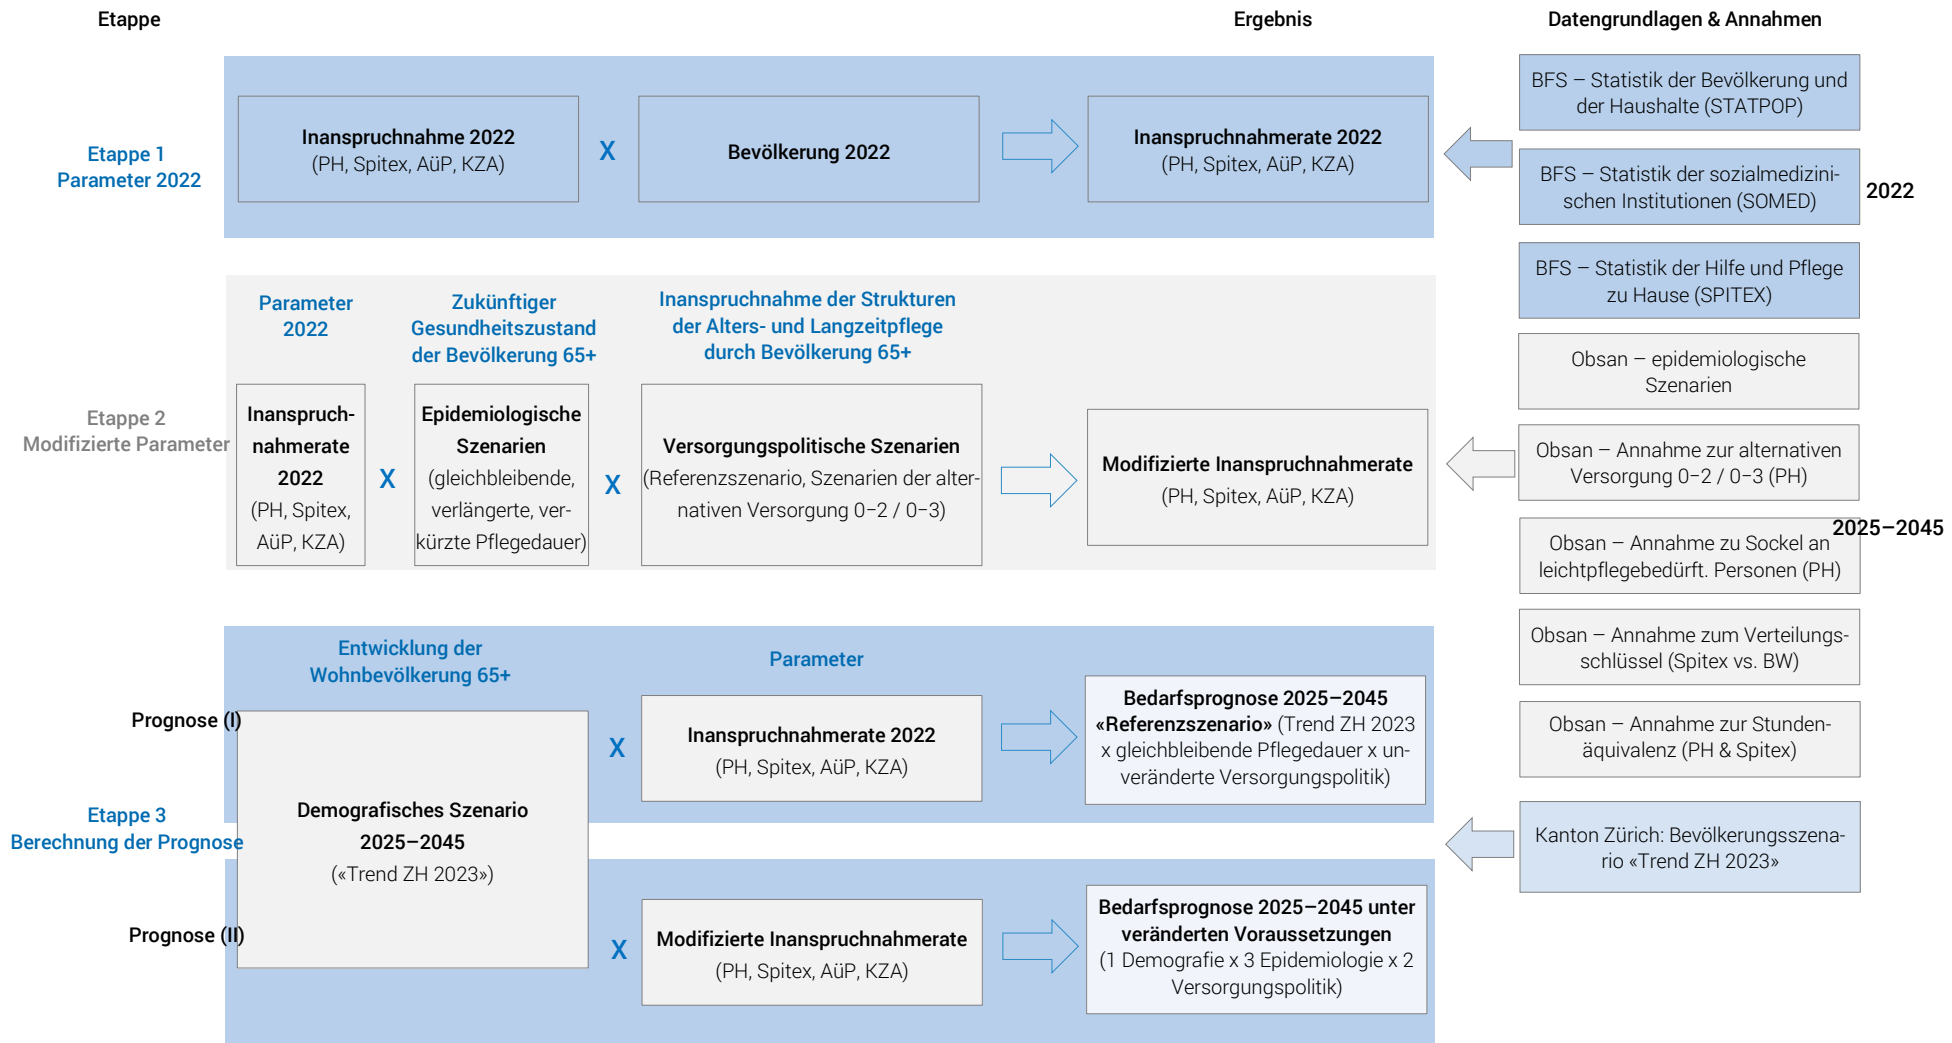 Etappe
Ergebnis
Datengrundlagen & Annahmen
Etappe 1
Parameter 2022
Inanspruchnahme 2022
(PH, Spitex, AüP, KZA)
X
Bevölkerung 2022
Inanspruchnahmerate 2022
(PH, Spitex, AüP, KZA)
BFS – Statistik der Bevölkerung und
der Haushalte (STATPOP)
BFS – Statistik der sozialmedizini-
schen Institutionen (SOMED)
BFS – Statistik der Hilfe und Pflege
zu Hause (SPITEX)
2022
Etappe 2
Modifizierte Parameter
Parameter
2022
Zukünftiger
Gesundheitszustand
der Bevölkerung 65+
Inanspruchnahme der Strukturen
der Alters- und Langzeitpflege
durch Bevölkerung 65+
Inanspruch-
nahmerate
2022
(PH, Spitex,
AüP, KZA)
X
Epidemiologische
Szenarien
(gleichbleibende,
verlängerte, ver-
kürzte Pflegedauer)
X
Versorgungspolitische Szenarien
(Referenzszenario, Szenarien der alter-
nativen Versorgung 0–2 / 0–3)
Modifizierte Inanspruchnahmerate
(PH, Spitex, AüP, KZA)
Obsan – epidemiologische
Szenarien
Obsan – Annahme zur alternativen
Versorgung 0–2 / 0–3 (PH)
Obsan – Annahme zu Sockel an
leichtpflegebedürft. Personen (PH)
Obsan – Annahme zum Verteilungs-
schlüssel (Spitex vs. BW)
Obsan – Annahme zur Stunden-
äquivalenz (PH & Spitex)
2025–2045
Etappe 3
Berechnung der Prognose
Entwicklung der
Wohnbevölkerung 65+
Parameter
Prognose (I)
Demografisches Szenario
2025–2045
(«Trend ZH 2023»)
X
Inanspruchnahmerate 2022
(PH, Spitex, AüP, KZA)
Bedarfsprognose 2025–2045
«Referenzszenario» (Trend ZH 2023
x gleichbleibende Pflegedauer x un-
veränderte Versorgungspolitik)
Kanton Zürich: Bevölkerungsszena-
rio «Trend ZH 2023»
Prognose (II)
X
Modifizierte Inanspruchnahmerate
(PH, Spitex, AüP, KZA)
Bedarfsprognose 2025–2045 unter
veränderten Voraussetzungen
(1 Demografie x 3 Epidemiologie x 2
Versorgungspolitik)